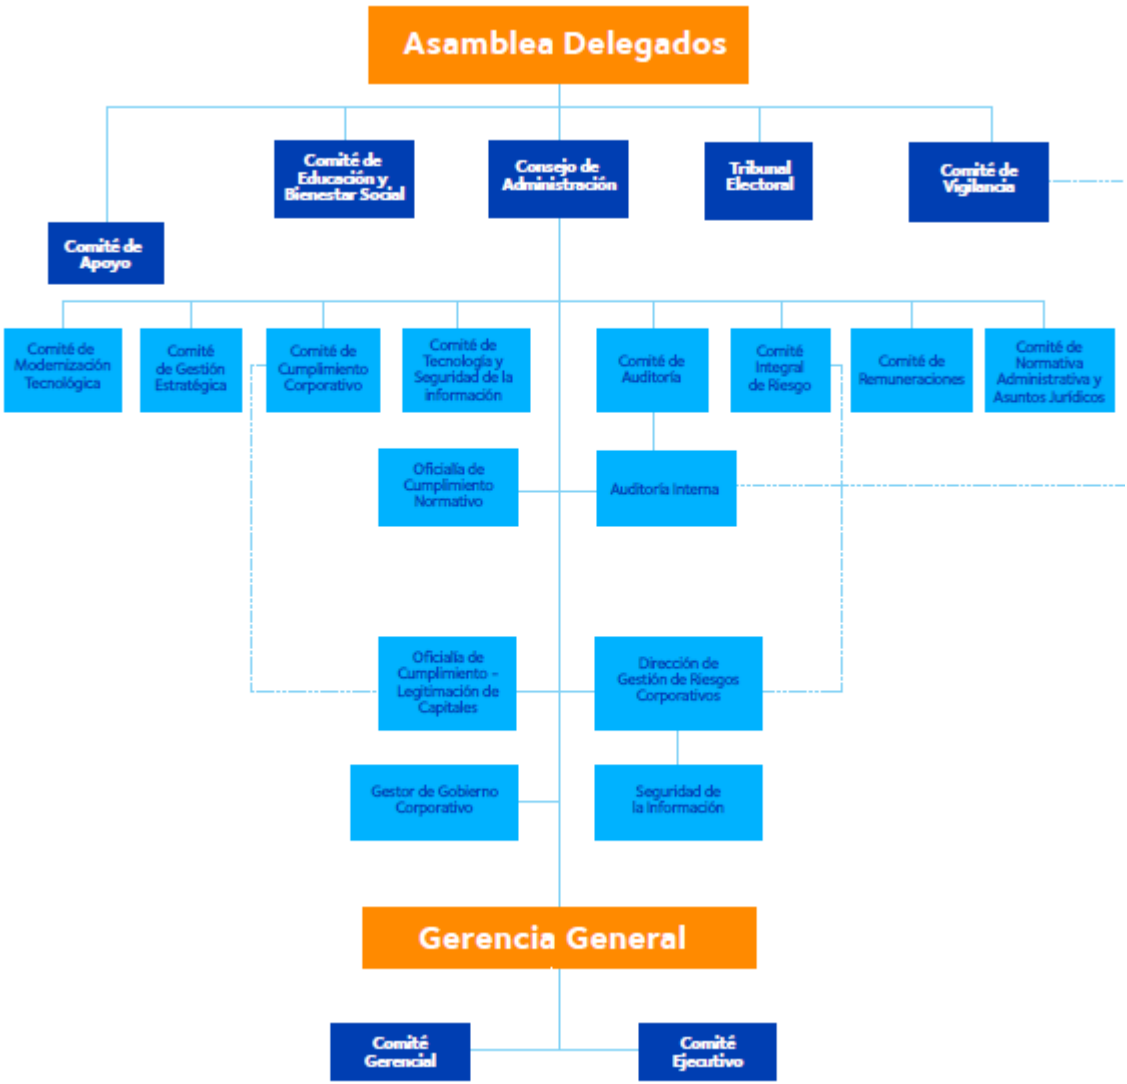 Asamblea Delegados
Comité de
Educación y
Bienestar Social
Consejo de
Administración
Tribunal
Electoral
Comité de
Vigilancia
Comité de
Apoyo
Comité de
Modernización
Tecnológica
Comité
de Gestión
Estratégica
Comité de
Cumplimiento
Corporativo
Comité de
Tecnología y
Seguridad de la
información
Comité de
Auditoría
Comité
Integral
de Riesgo
Comité de
Remuneraciones
Comité de
Normativa
Administrativa y
Asuntos Jurídicos
Oficialía de
Cumplimiento
Normativo
Auditoría Interna
Oficialía de
Cumplimiento -
Legitimación de
Capitales
Dirección de
Gestión de Riesgos
Corporativos
Gestor de Gobierno
Corporativo
Seguridad de
la Información
Gerencia General
Comité
Gerencial
Comité
Ejecutivo